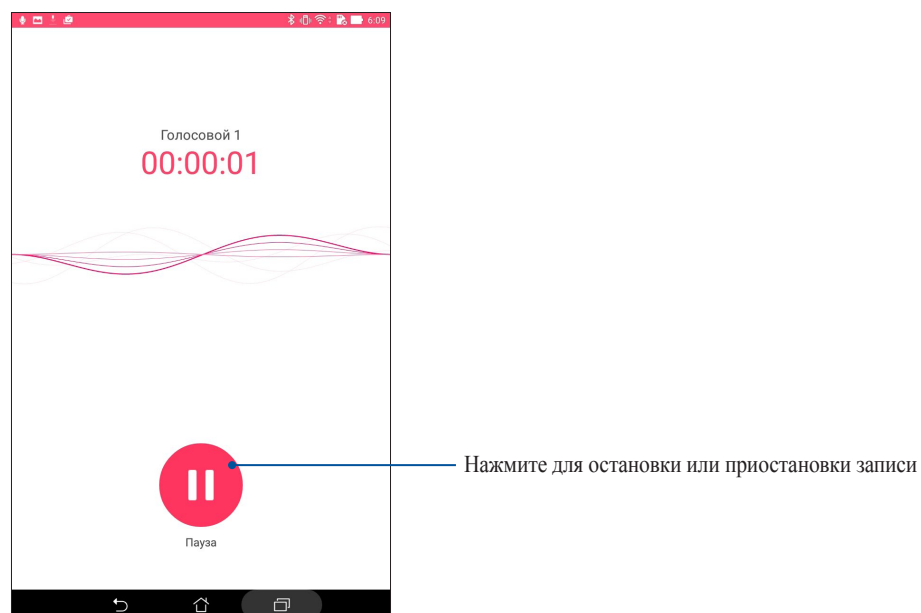 6:09
Голосовой 1
00:00:01
Нажмите для остановки или приостановки записи
Пауза